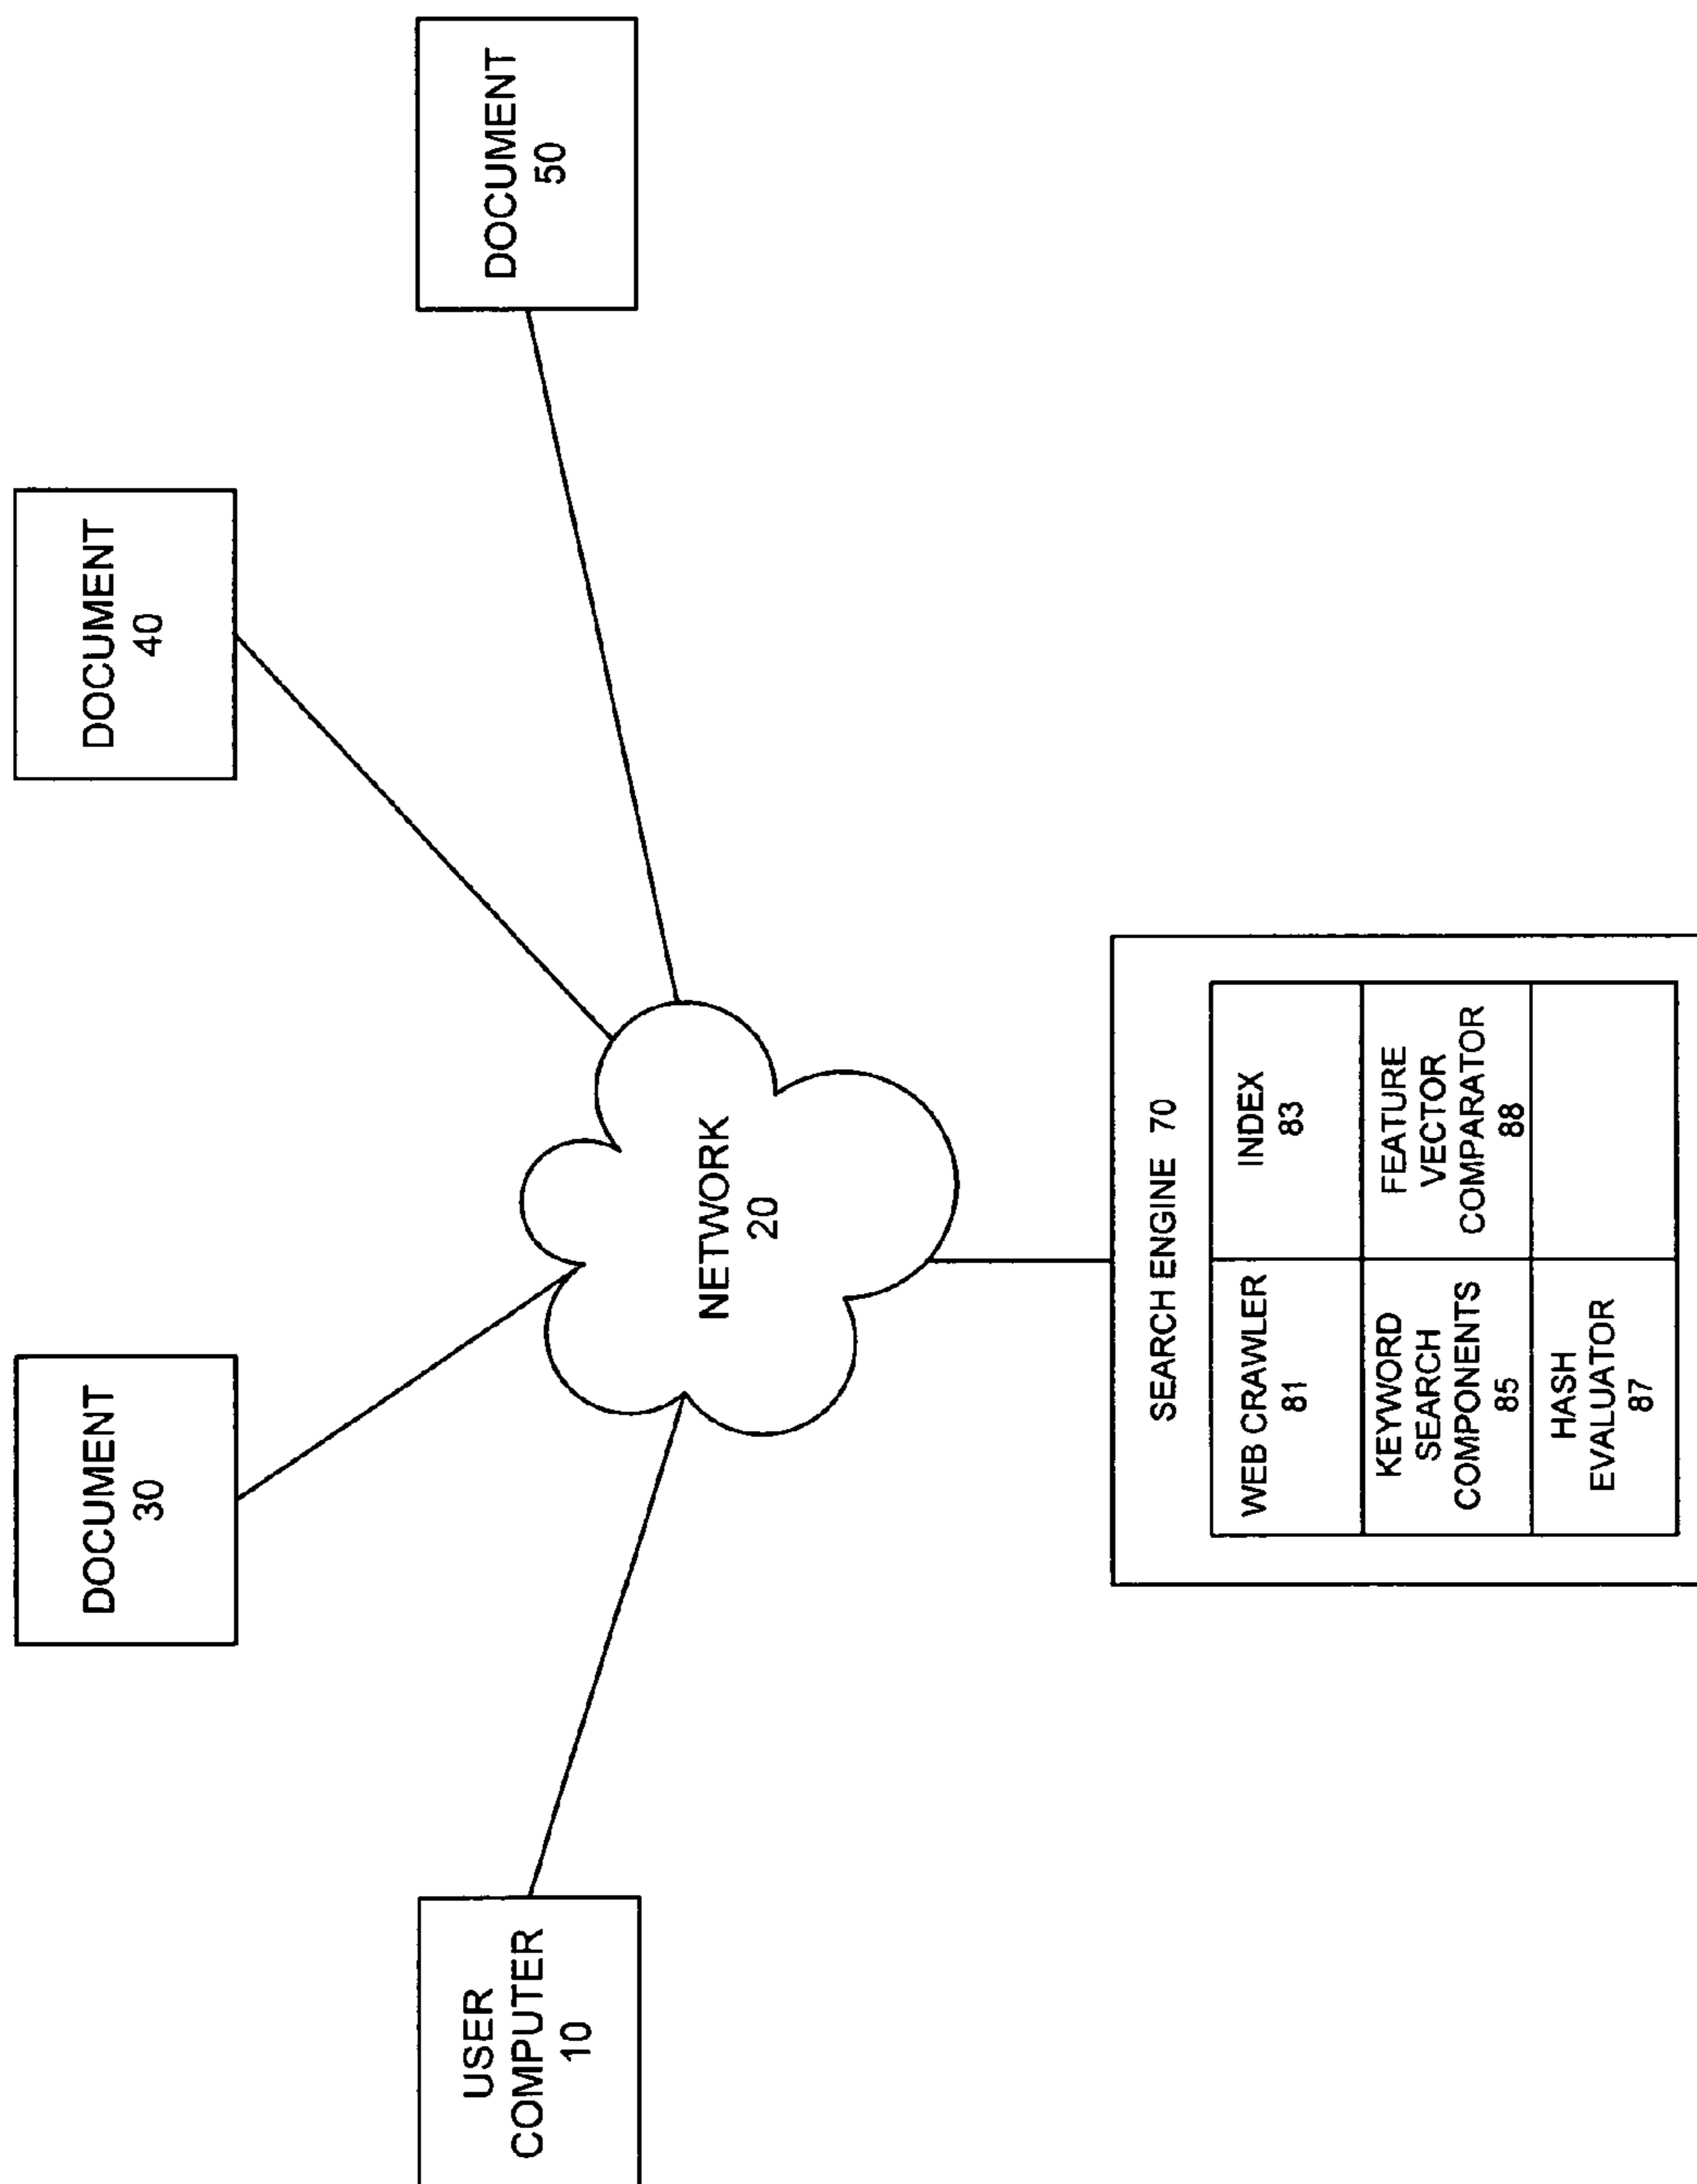 DOCUMENT
30
DOCUMENT
40
USER
COMPUTER
10
DOCUMENT
50
NETWORK
20
SEARCH ENGINE 70
WEB CRAWLER
81
INDEX
83
KEYWORD
SEARCH
COMPONENTS
85
FEATURE
VECTOR
COMPARATOR
88
HASH
EVALUATOR
87